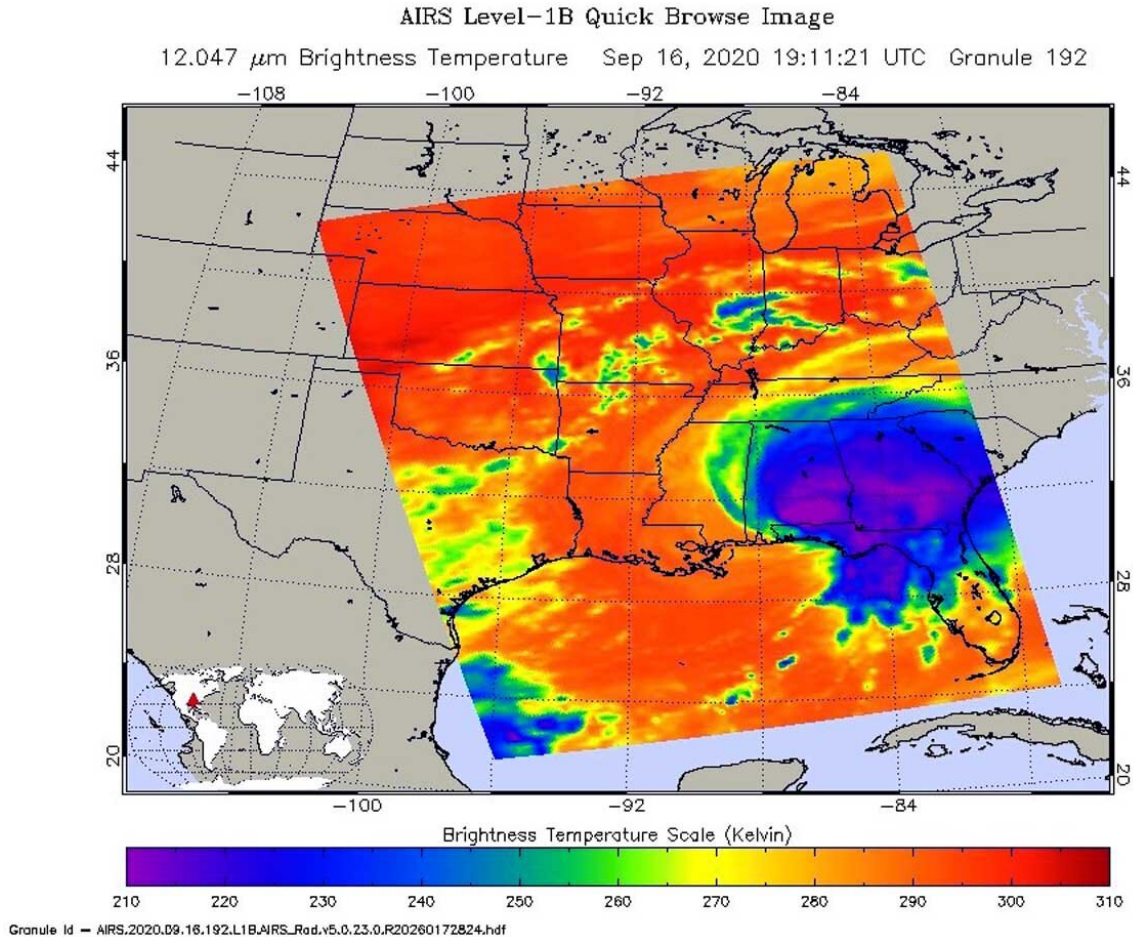 AIRS Level-1B Quick Browse Image
12.047 μm Brightness Temperature Sep 16, 2020 19:11:21 UTC Granule 192
-108 -100 -92 -84
44 44
36 36
28 28
20 20
-100 -92 -84
Brightness Temperature Scale (Kelvin)
210 220 230 240 250 260 270 280 290 300 310
Granule Id - AIRS.2020.09.16.192.L1B.AIRS_Rad.v5.0.23.0.R20260172824.hdf